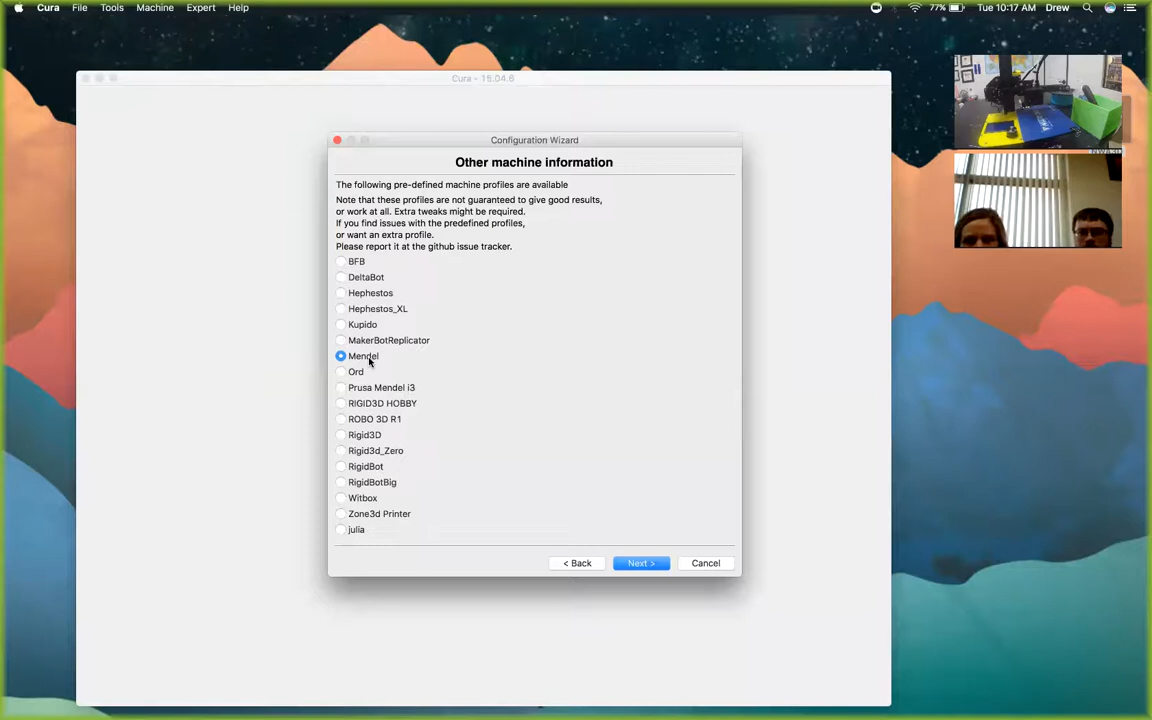 Cura File Tools Machine Expert Help
77% Tue 10:17 AM Drew
Cura - 15.04.6
Configuration Wizard
Other machine information
The following pre-defined machine profiles are available
Note that these profiles are not guaranteed to give good results,
or work at all. Extra tweaks might be required.
If you find issues with the predefined profiles,
or want an extra profile.
Please report it at the github issue tracker.
BFB
DeltaBot
Hephestos
Hephestos_XL
Kupido
MakerBotReplicator
Mendel
Ord
Prusa Mendel i3
RIGID3D HOBBY
ROBO 3D R1
Rigid3D
Rigid3d_Zero
RigidBot
RigidBotBig
Witbox
Zone3d Printer
julia
< Back Next > Cancel